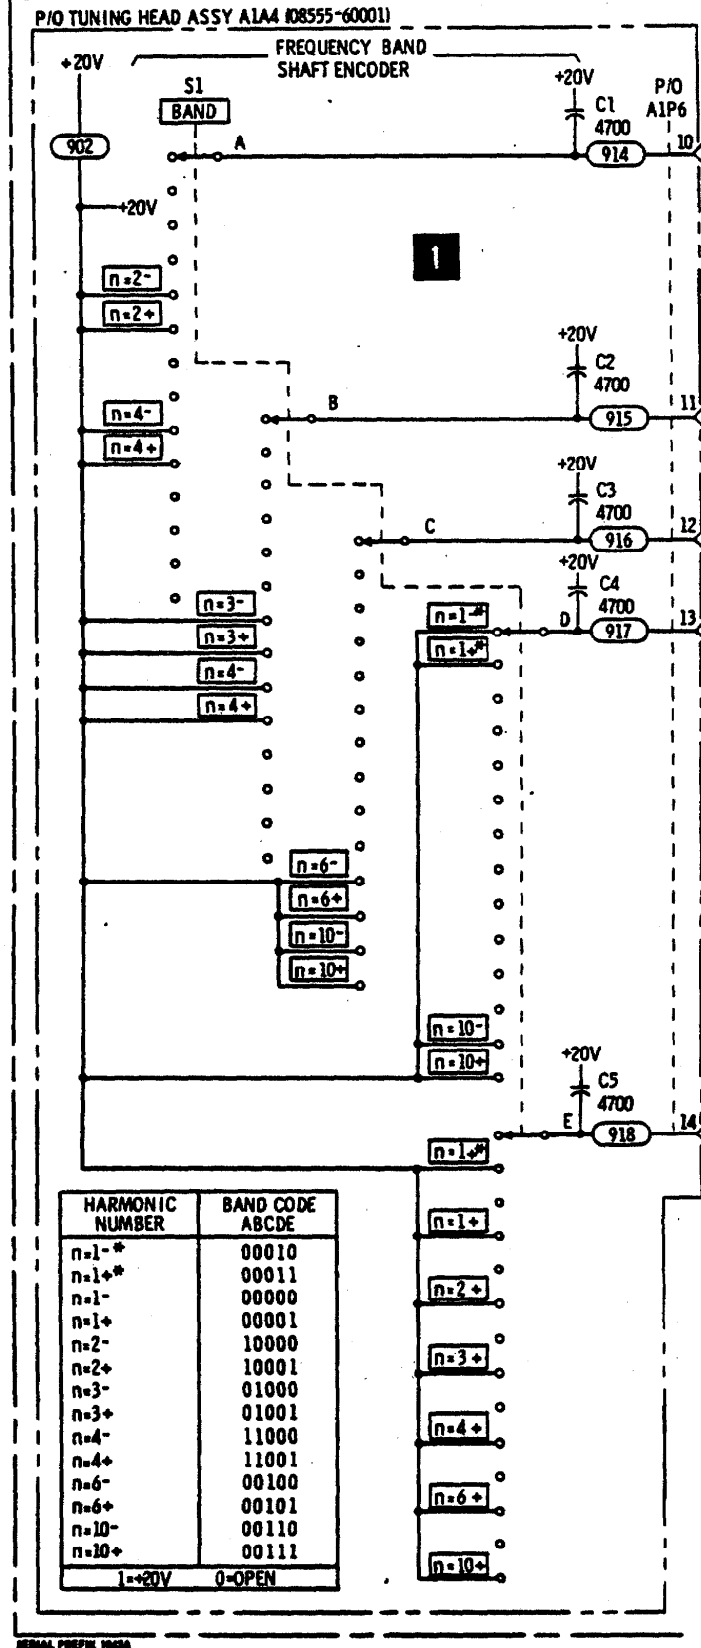 P/O TUNING HEAD ASSY A1A4 (08555-60001)
+20V
FREQUENCY BAND
SHAFT ENCODER
S1
BAND
+20V
C1
4700
P/O
A1P6
902
A
914
10
+20V
1
n=2-
n=2+
+20V
C2
4700
n=4-
B
915
11
n=4+
+20V
C3
4700
C
916
12
+20V
C4
4700
n=3-
n=1-*
D
917
13
n=3+
n=1+*
n=4-
n=4+
n=6-
n=6+
n=10-
n=10+
n=10-
n=10+
+20V
C5
4700
E
918
14
n=1+*
n=1+
n=2+
n=3+
n=4+
n=6+
n=10+
HARMONIC NUMBER BAND CODE ABCDE
n=1-* 00010
n=1+* 00011
n=1- 00000
n=1+ 00001
n=2- 10000
n=2+ 10001
n=3- 01000
n=3+ 01001
n=4- 11000
n=4+ 11001
n=6- 00100
n=6+ 00101
n=10- 00110
n=10+ 00111
1=+20V 0=OPEN
SERIAL PREFIX